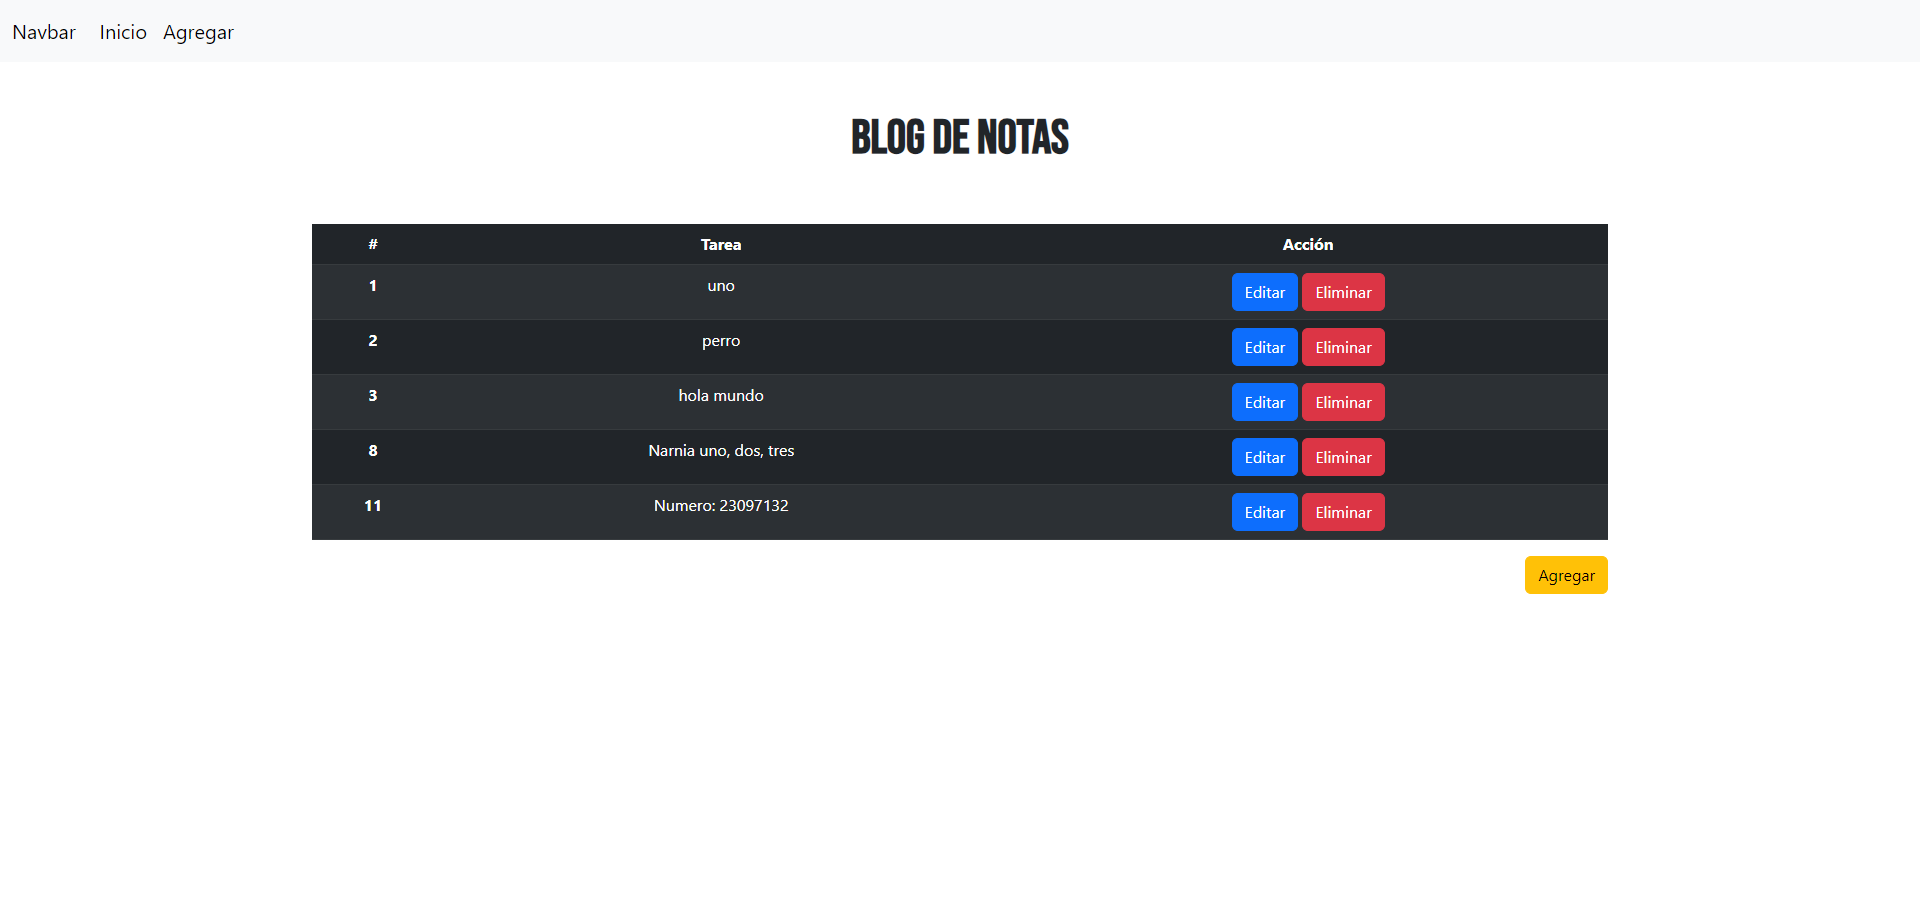 Navbar Inicio Agregar
BLOG DE NOTAS
# Tarea Acción
1 uno Editar Eliminar
2 perro Editar Eliminar
3 hola mundo Editar Eliminar
8 Narnia uno, dos, tres Editar Eliminar
11 Numero: 23097132 Editar Eliminar
Agregar